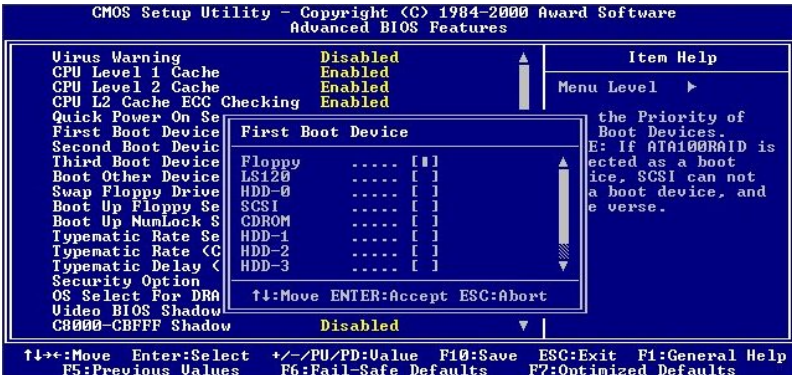 CMOS Setup Utility - Copyright (C) 1984-2000 Award Software
Advanced BIOS Features
Virus Warning Disabled
CPU Level 1 Cache Enabled
CPU Level 2 Cache Enabled
CPU L2 Cache ECC Checking Enabled
Quick Power On Se
First Boot Device
Second Boot Devic
Third Boot Device
Boot Other Device
Swap Floppy Drive
Boot Up Floppy Se
Boot Up NumLock S
Typematic Rate Se
Typematic Rate (C
Typematic Delay (
Security Option
OS Select For DRA
Video BIOS Shadow
C8000-CBFFF Shadow Disabled
First Boot Device
Floppy ..... [▮]
LS120 ..... [ ]
HDD-0 ..... [ ]
SCSI ..... [ ]
CDROM ..... [ ]
HDD-1 ..... [ ]
HDD-2 ..... [ ]
HDD-3 ..... [ ]
↑↓:Move ENTER:Accept ESC:Abort
Item Help
Menu Level ►
the Priority of
Boot Devices.
E: If ATA100RAID is
ected as a boot
ice, SCSI can not
a boot device, and
e verse.
↑↓→←:Move Enter:Select +/-/PU/PD:Value F10:Save ESC:Exit F1:General Help
F5:Previous Values F6:Fail-Safe Defaults F7:Optimized Defaults